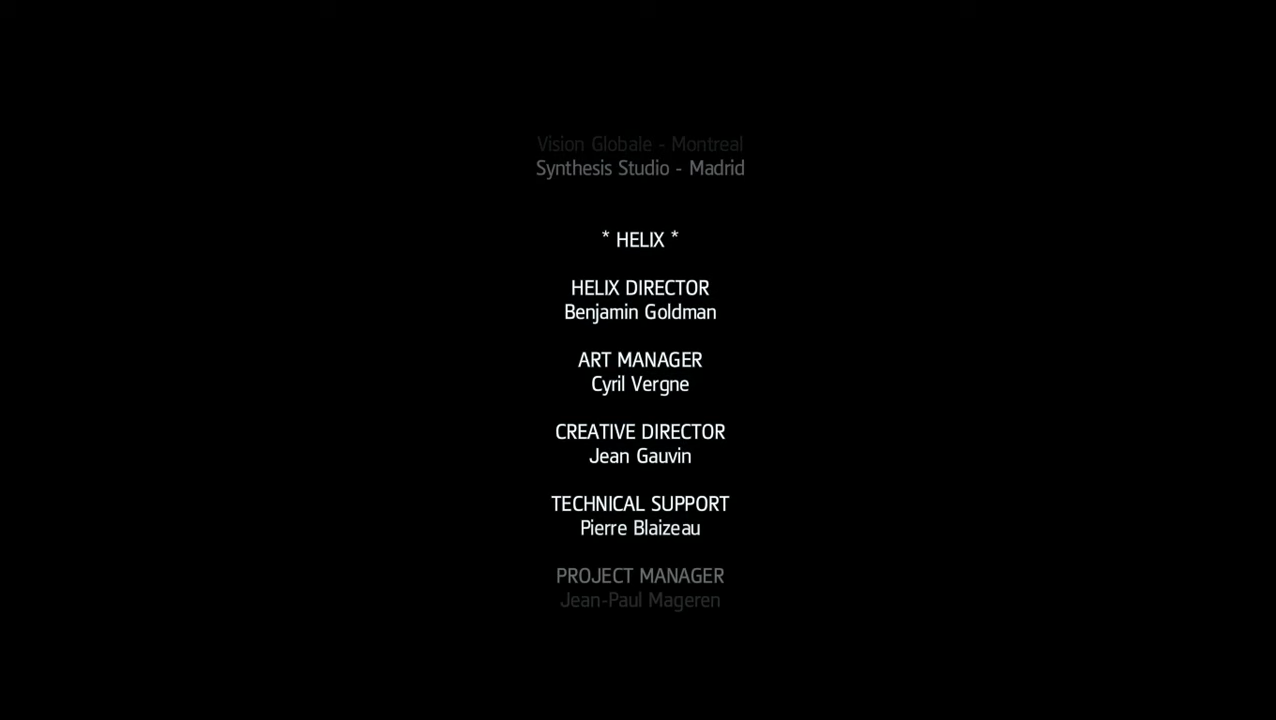 Vision Globale - Montreal
Synthesis Studio - Madrid
* HELIX *
HELIX DIRECTOR
Benjamin Goldman
ART MANAGER
Cyril Vergne
CREATIVE DIRECTOR
Jean Gauvin
TECHNICAL SUPPORT
Pierre Blaizeau
PROJECT MANAGER
Jean-Paul Mageren